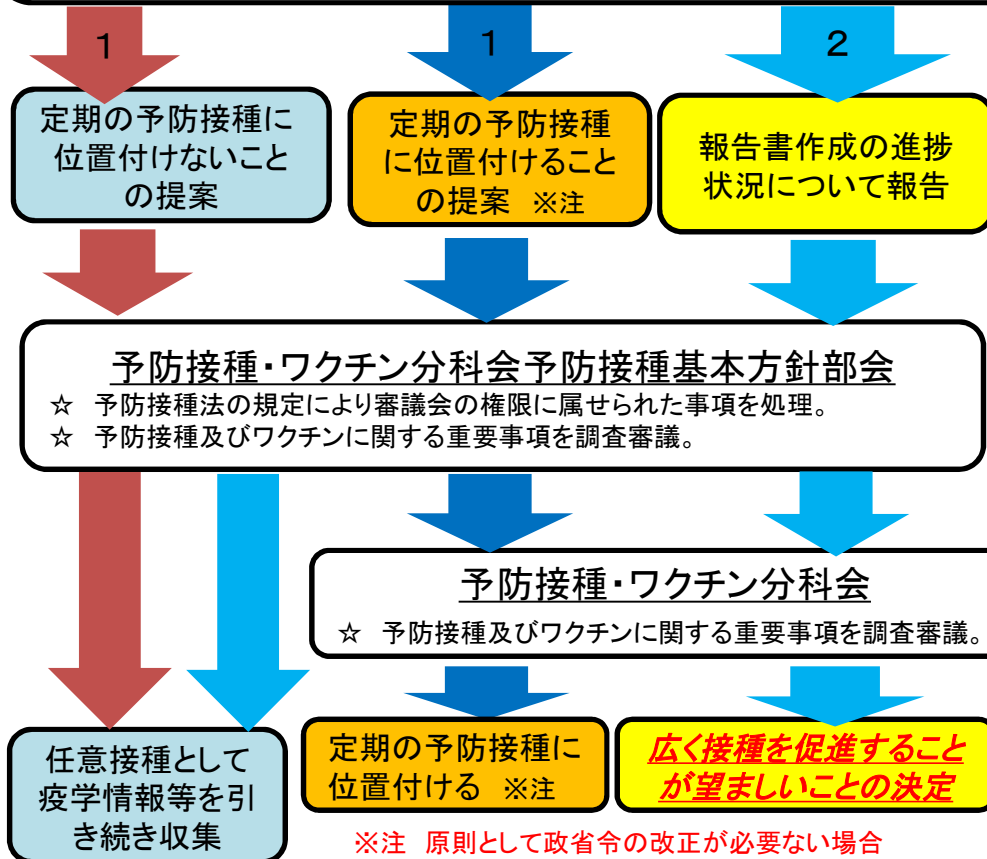 1
1
2
定期の予防接種に
位置付けないこと
の提案
定期の予防接種
に位置付けること
の提案 ※注
報告書作成の進捗
状況について報告
予防接種・ワクチン分科会予防接種基本方針部会
☆ 予防接種法の規定により審議会の権限に属せられた事項を処理。
☆ 予防接種及びワクチンに関する重要事項を調査審議。
予防接種・ワクチン分科会
☆ 予防接種及びワクチンに関する重要事項を調査審議。
任意接種として
疫学情報等を引
き続き収集
定期の予防接種に
位置付ける ※注
広く接種を促進すること
が望ましいことの決定
※注 原則として政省令の改正が必要ない場合